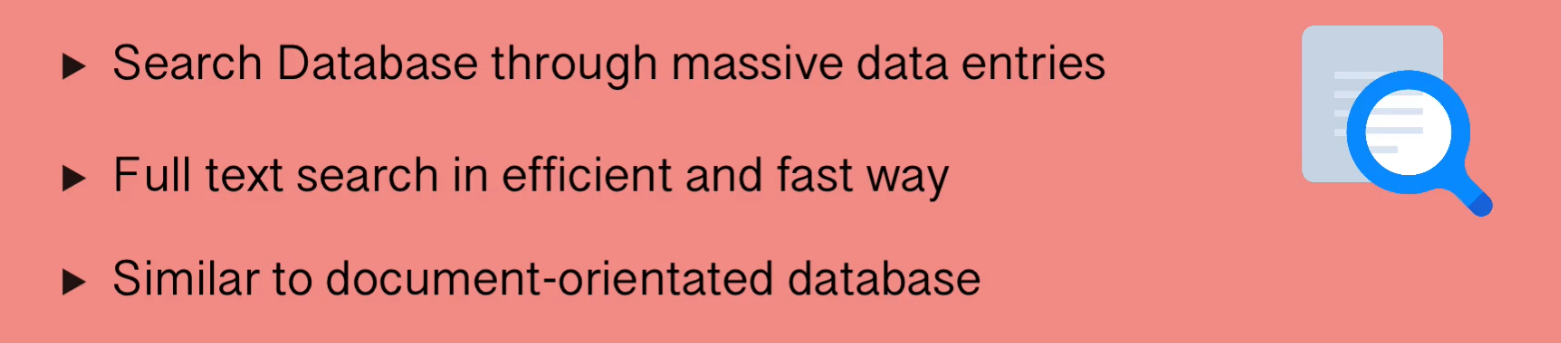 ▶ Search Database through massive data entries
▶ Full text search in efficient and fast way
▶ Similar to document-orientated database